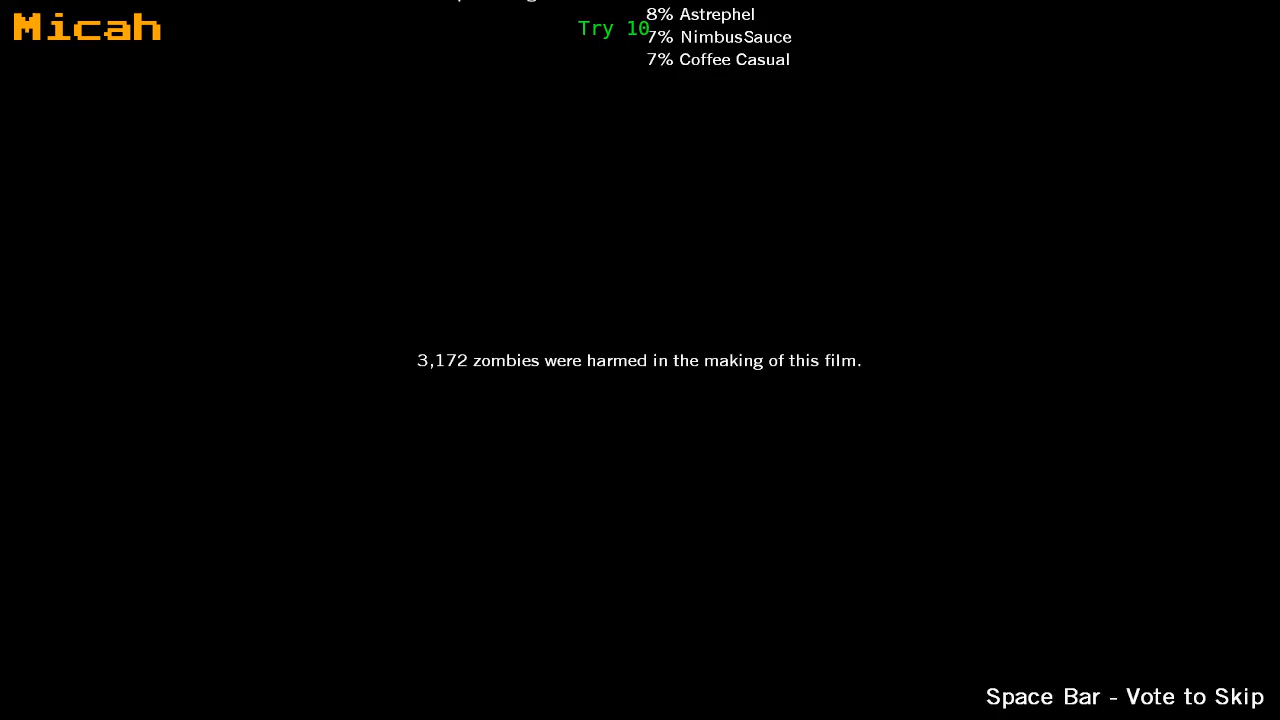 Micah
Try 10
8% Astrephel
7% NimbusSauce
7% Coffee Casual
3,172 zombies were harmed in the making of this film.
Space Bar - Vote to Skip